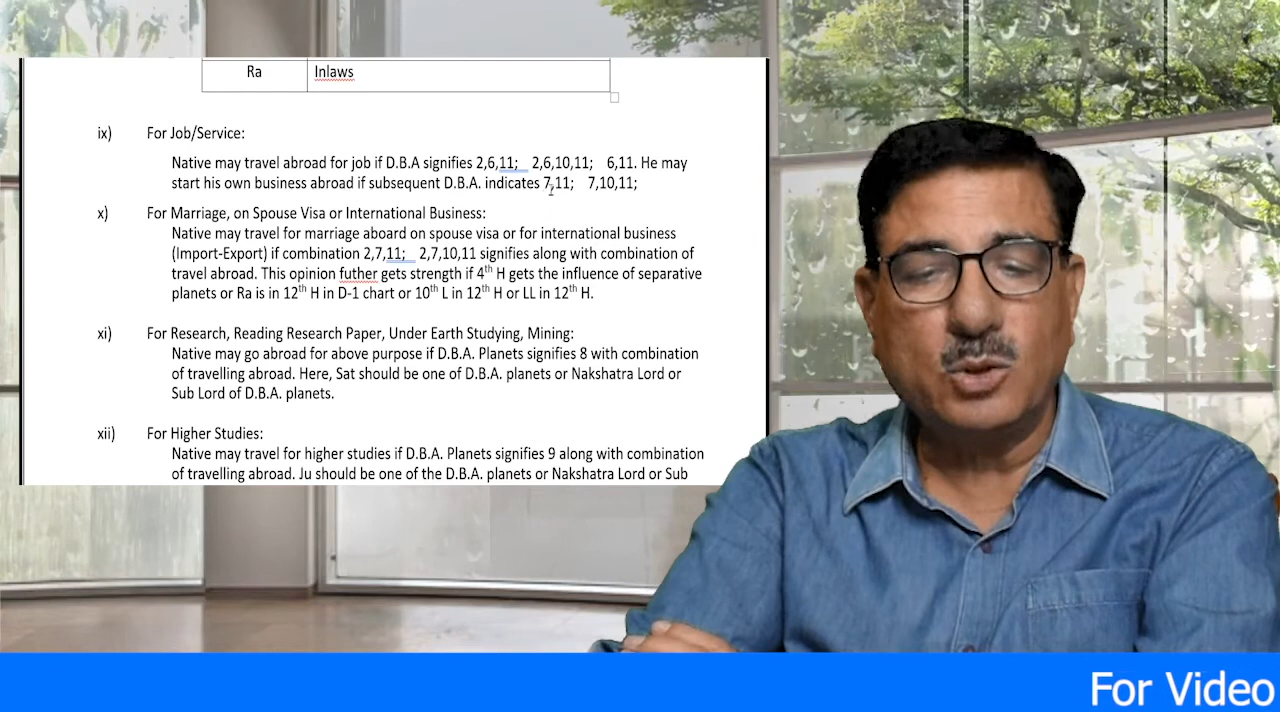 Ra Inlaws
ix) For Job/Service:
Native may travel abroad for job if D.B.A signifies 2,6,11; 2,6,10,11; 6,11. He may
start his own business abroad if subsequent D.B.A. indicates 7,11; 7,10,11;
x) For Marriage, on Spouse Visa or International Business:
Native may travel for marriage aboard on spouse visa or for international business
(Import-Export) if combination 2,7,11; 2,7,10,11 signifies along with combination of
travel abroad. This opinion futher gets strength if 4th H gets the influence of separative
planets or Ra is in 12th H in D-1 chart or 10th L in 12th H or LL in 12th H.
xi) For Research, Reading Research Paper, Under Earth Studying, Mining:
Native may go abroad for above purpose if D.B.A. Planets signifies 8 with combination
of travelling abroad. Here, Sat should be one of D.B.A. planets or Nakshatra Lord or
Sub Lord of D.B.A. planets.
xii) For Higher Studies:
Native may travel for higher studies if D.B.A. Planets signifies 9 along with combination
of travelling abroad. Ju should be one of the D.B.A. planets or Nakshatra Lord or Sub
For Video